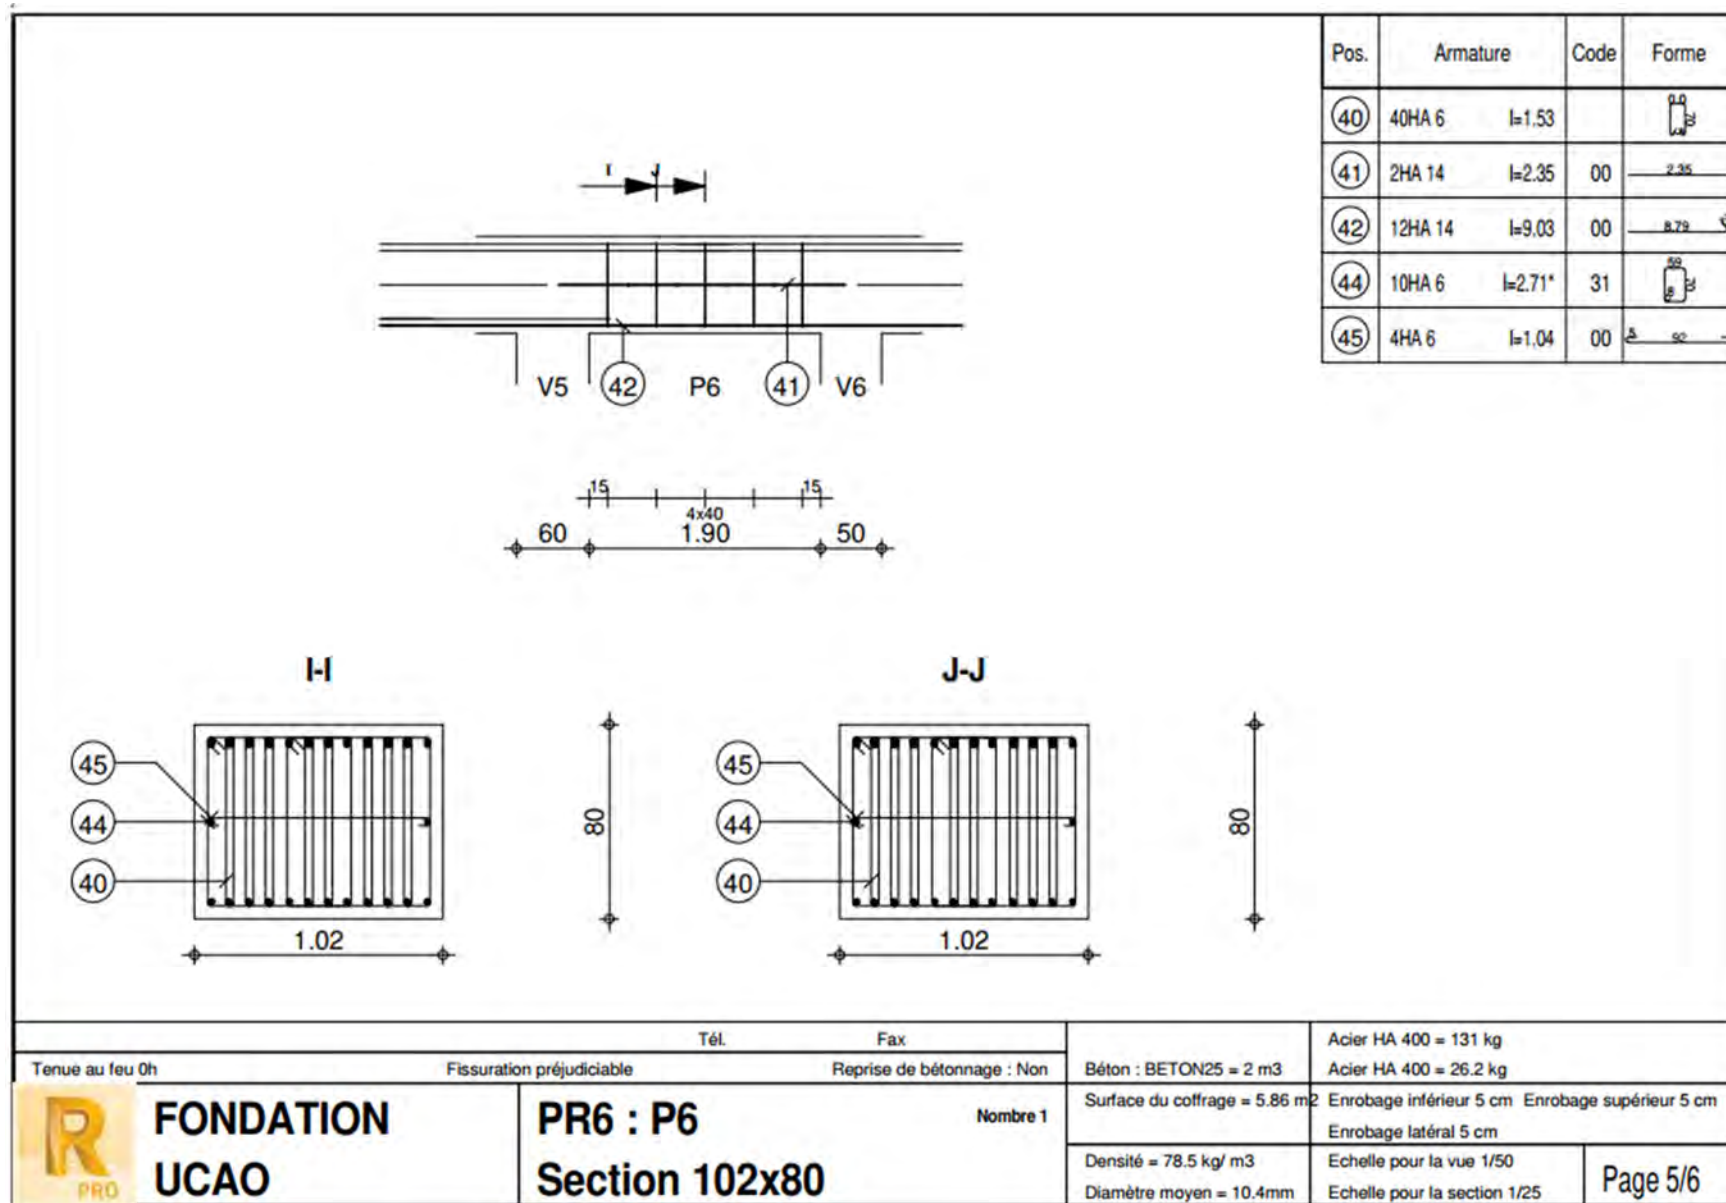 Pos. Armature Code Forme
40 40HA 6 l=1.53 70
41 2HA 14 l=2.35 00 2.35
42 12HA 14 l=9.03 00 8.79
44 10HA 6 l=2.71* 31 70
45 4HA 6 l=1.04 00
I J
V5 42 P6 41 V6
15 15
4x40
60 1.90 50
I-I J-J
45 45
44 80 44 80
40 40
1.02 1.02
Tél. Fax
Tenue au feu 0h Fissuration préjudiciable Reprise de bétonnage : Non
Béton : BETON25 = 2 m3
Surface du coffrage = 5.86 m2
Densité = 78.5 kg/ m3
Diamètre moyen = 10.4mm
Acier HA 400 = 131 kg
Acier HA 400 = 26.2 kg
Enrobage inférieur 5 cm Enrobage supérieur 5 cm
Enrobage latéral 5 cm
Echelle pour la vue 1/50
Echelle pour la section 1/25
Page 5/6
R PRO
FONDATION
UCAO
PR6 : P6 Nombre 1
Section 102x80